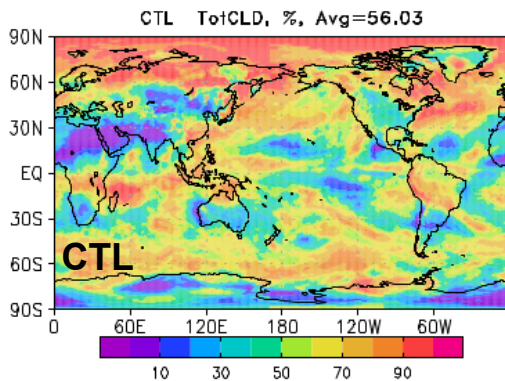 CTL TotCLD, %, Avg=56.03
90N
60N
30N
EQ
30S
60S
90S
CTL
0 60E 120E 180 120W 60W
10 30 50 70 90